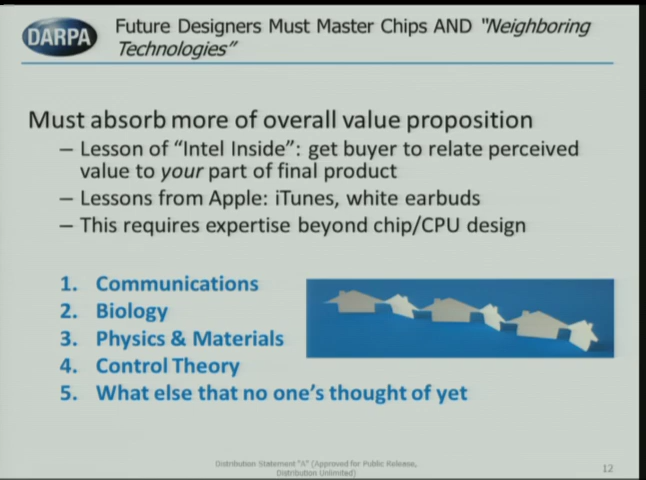 DARPA
Future Designers Must Master Chips AND "Neighboring
Technologies"
Must absorb more of overall value proposition
– Lesson of "Intel Inside": get buyer to relate perceived
value to your part of final product
– Lessons from Apple: iTunes, white earbuds
– This requires expertise beyond chip/CPU design
1. Communications
2. Biology
3. Physics & Materials
4. Control Theory
5. What else that no one's thought of yet
Distribution Statement "A" (Approved for Public Release,
Distribution Unlimited)
12